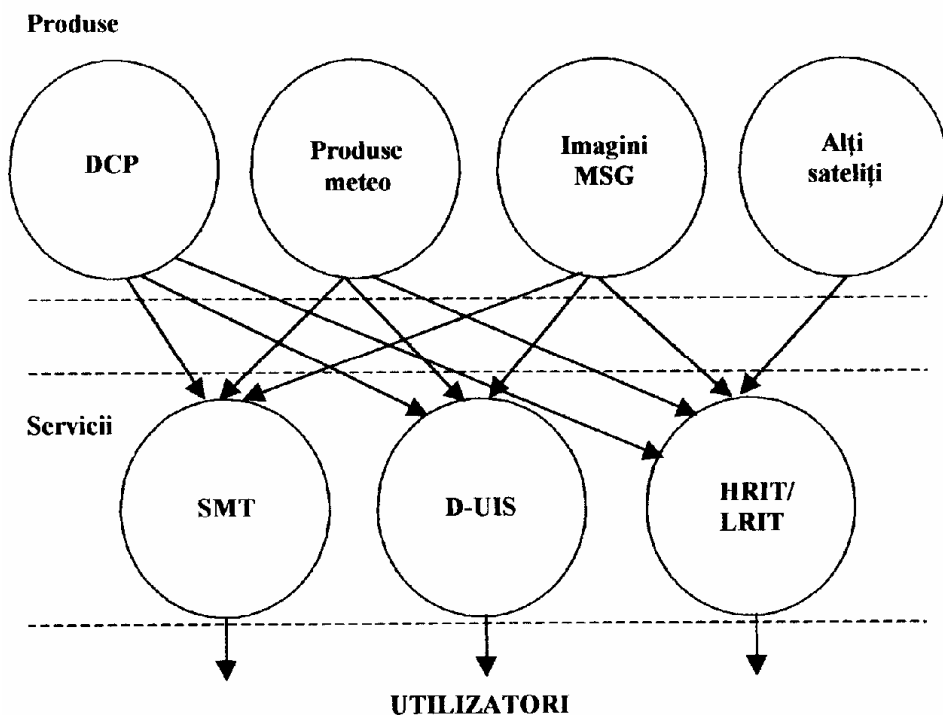 Produse
DCP
Produse
meteo
Imagini
MSG
Alți
sateliți
Servicii
SMT
D-UIS
HRIT/
LRIT
UTILIZATORI